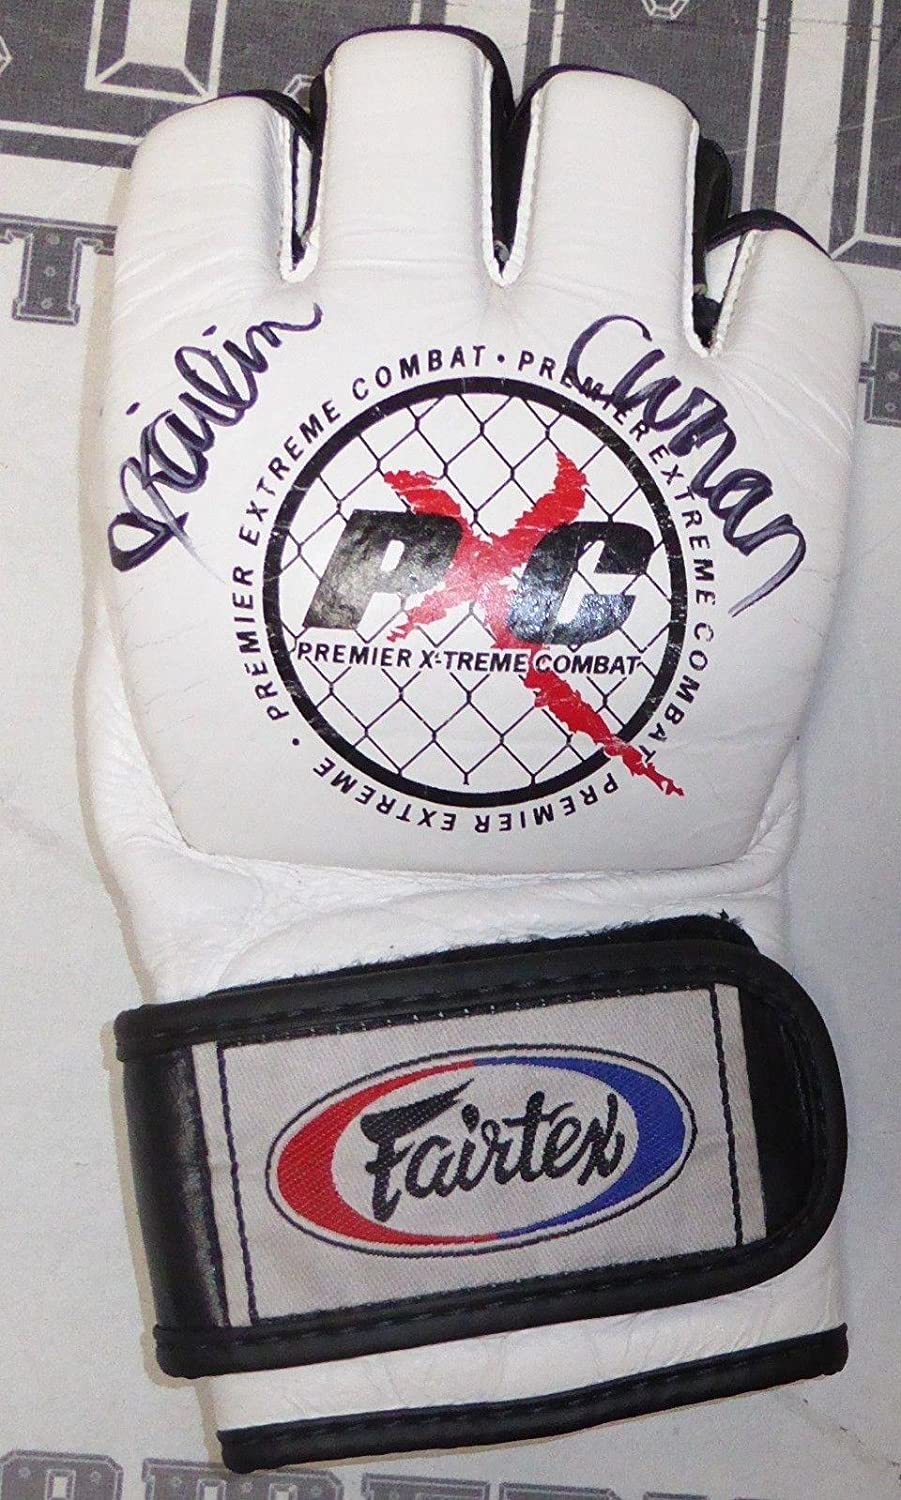 Kailin Curran
PREMIER EXTREME COMBAT · PREMIER EXTREME COMBAT
PREMIER EXTREME ·
PXC
PREMIER X-TREME COMBAT
Fairtex